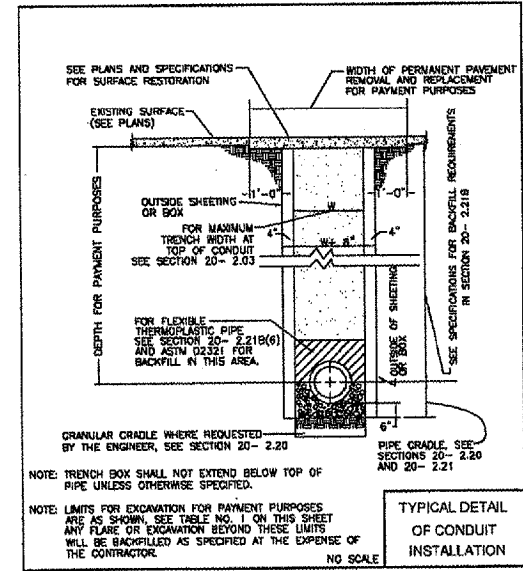 SEE PLANS AND SPECIFICATIONS
FOR SURFACE RESTORATION
WIDTH OF PERMANENT PAVEMENT
REMOVAL AND REPLACEMENT
FOR PAYMENT PURPOSES
EXISTING SURFACE
(SEE PLANS)
DEPTH FOR PAYMENT PURPOSES
1'-0"
1'-0"
OUTSIDE SHEETING
OR BOX
W
4"
4"
W+ 8"
FOR MAXIMUM
TRENCH WIDTH AT
TOP OF CONDUIT
SEE SECTION 20- 2.03
SEE SPECIFICATIONS FOR BACKFILL REQUIREMENTS
IN SECTION 20- 2.21B
OUTSIDE OF SHEETING
OR BOX
FOR FLEXIBLE
THERMOPLASTIC PIPE
SEE SECTION 20- 2.21B(6)
AND ASTM D2321 FOR
BACKFILL IN THIS AREA.
6"
GRANULAR CRADLE WHERE REQUESTED
BY THE ENGINEER, SEE SECTION 20- 2.20
PIPE CRADLE, SEE
SECTIONS 20- 2.20
AND 20- 2.21
NOTE: TRENCH BOX SHALL NOT EXTEND BELOW TOP OF
PIPE UNLESS OTHERWISE SPECIFIED.
NOTE: LIMITS FOR EXCAVATION FOR PAYMENT PURPOSES
ARE AS SHOWN, SEE TABLE NO. 1 ON THIS SHEET
ANY FLARE OR EXCAVATION BEYOND THESE LIMITS
WILL BE BACKFILLED AS SPECIFIED AT THE EXPENSE OF
THE CONTRACTOR.
NO SCALE
TYPICAL DETAIL
OF CONDUIT
INSTALLATION